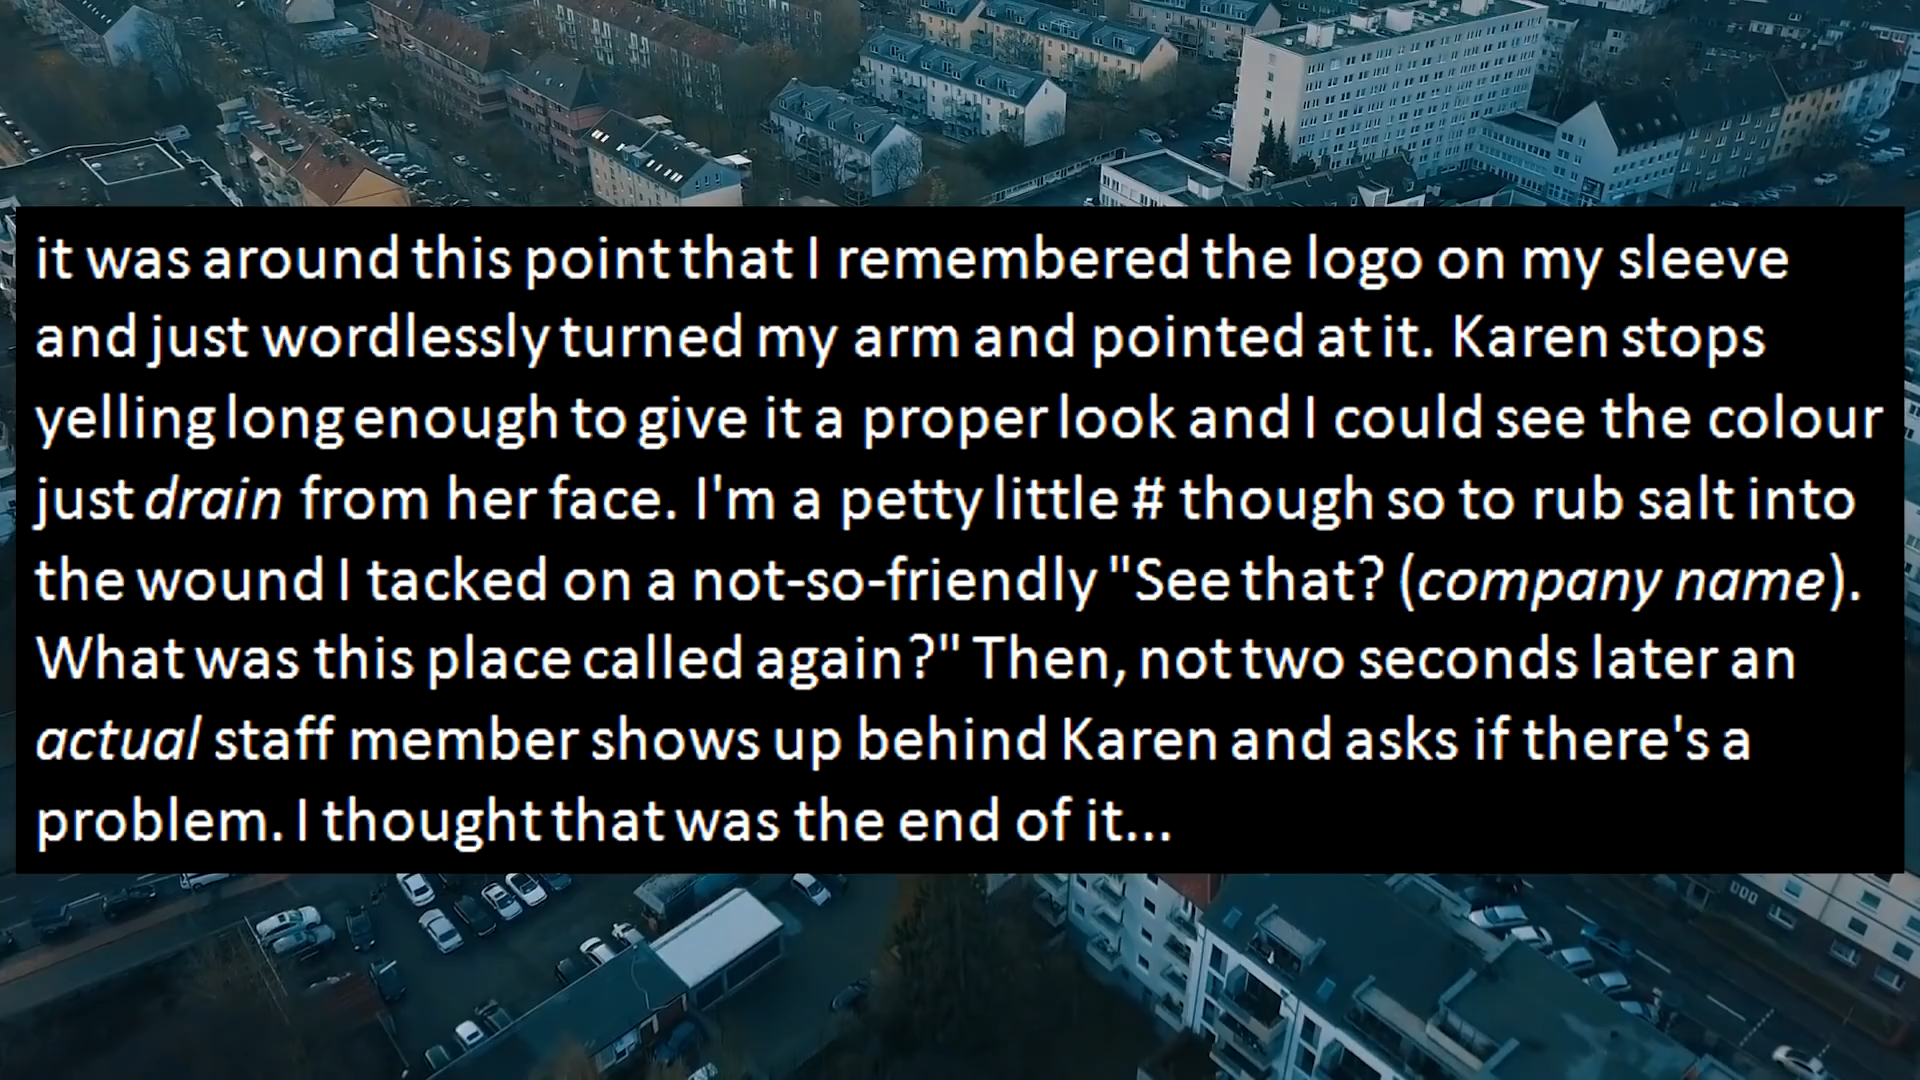 it was around this point that I remembered the logo on my sleeve
and just wordlessly turned my arm and pointed at it. Karen stops
yelling long enough to give it a proper look and I could see the colour
just drain from her face. I'm a petty little # though so to rub salt into
the wound I tacked on a not-so-friendly "See that? (company name).
What was this place called again?" Then, not two seconds later an
actual staff member shows up behind Karen and asks if there's a
problem. I thought that was the end of it...